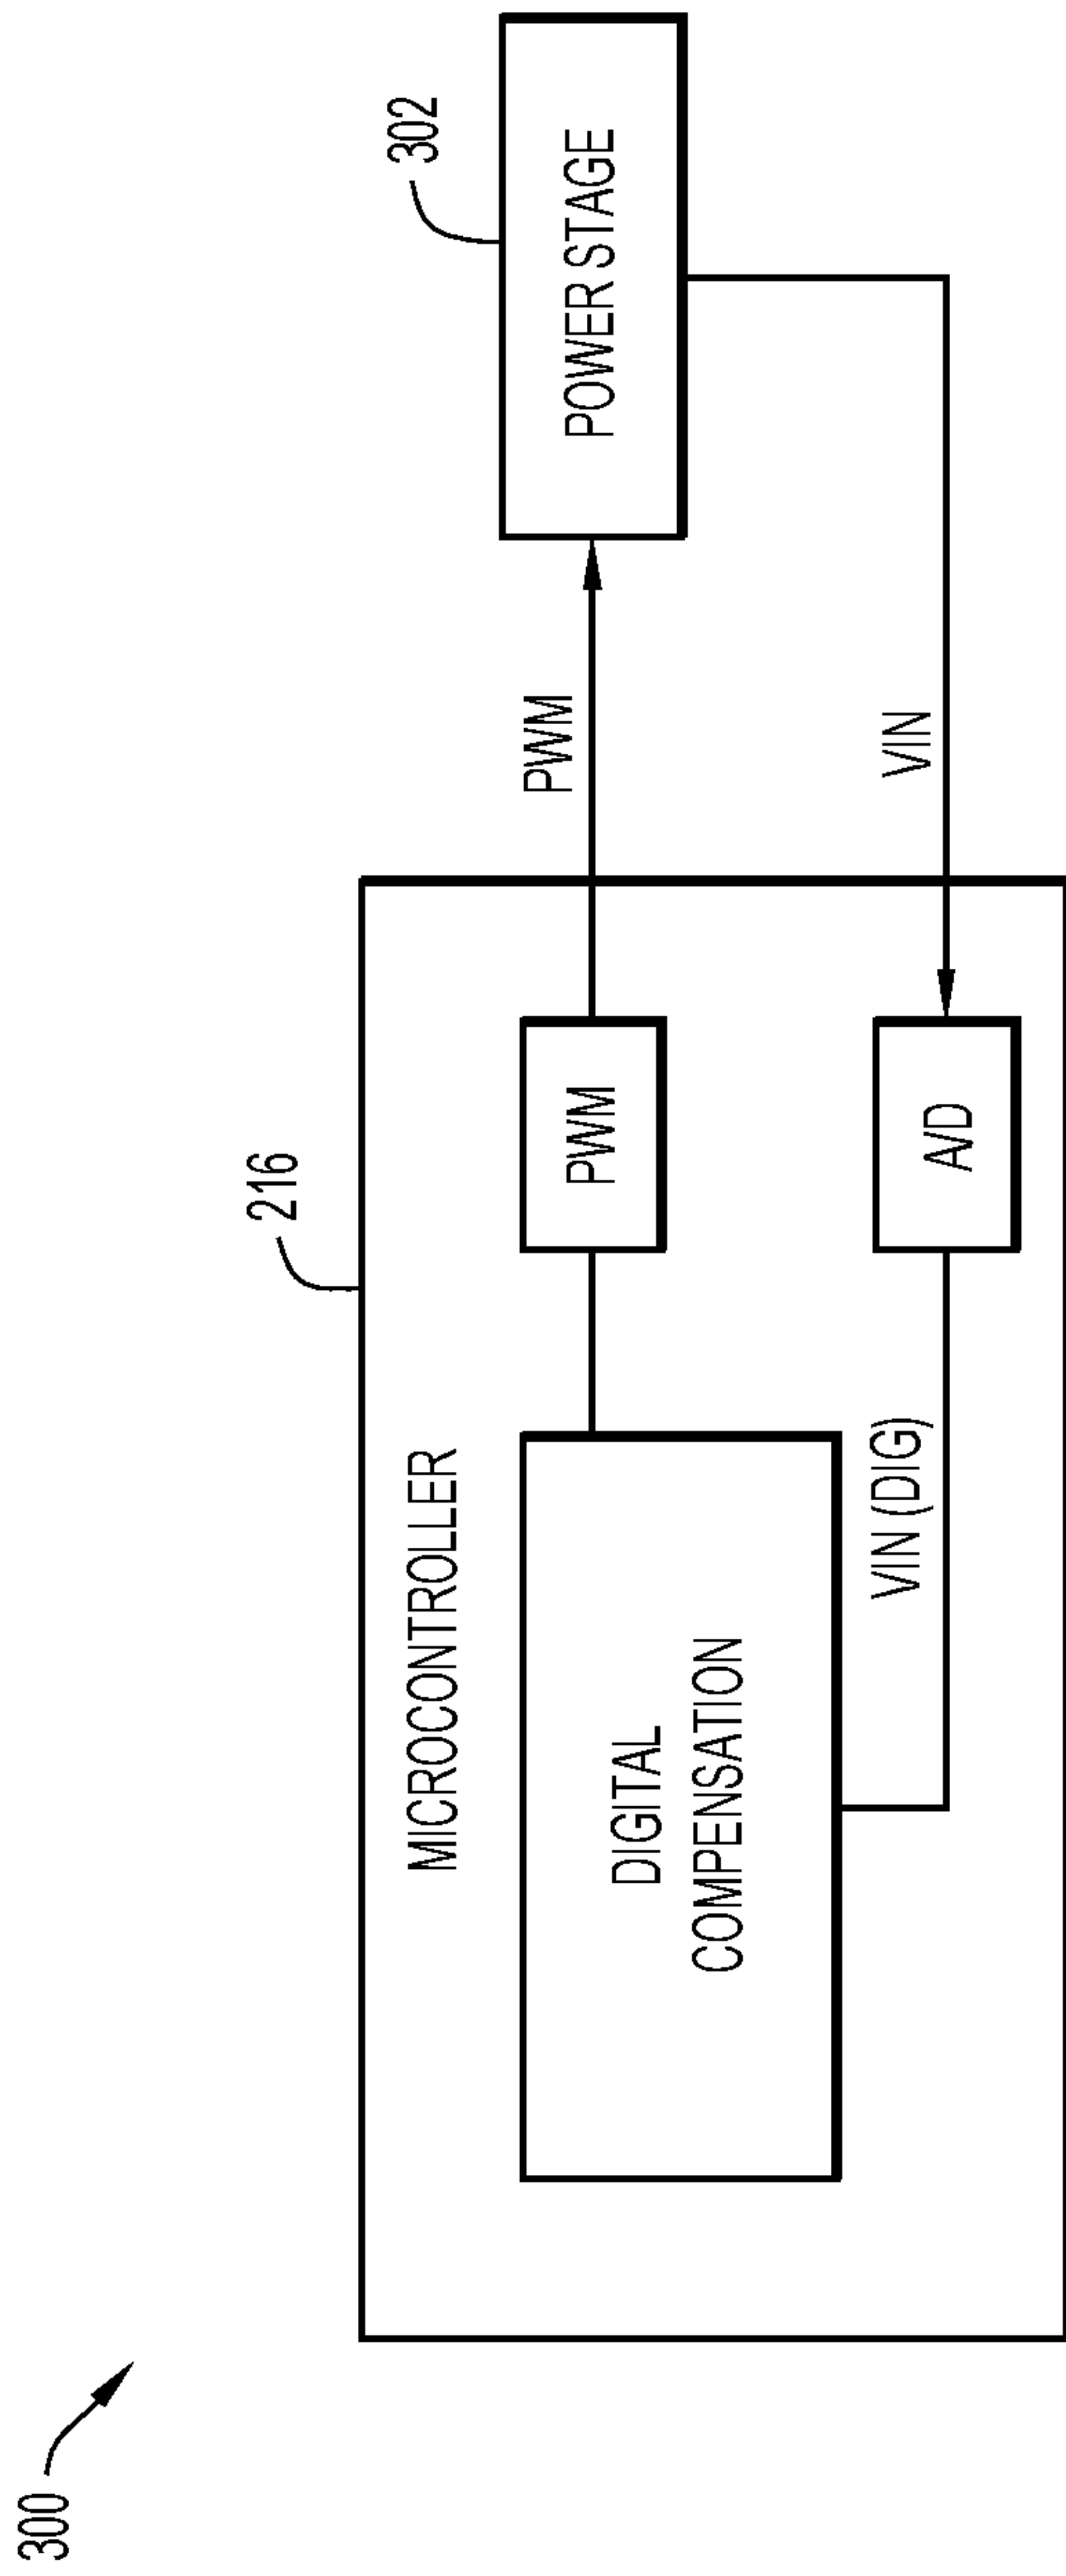 300
216
302
MICROCONTROLLER
DIGITAL
COMPENSATION
PWM
PWM
POWER STAGE
VIN (DIG)
A/D
VIN